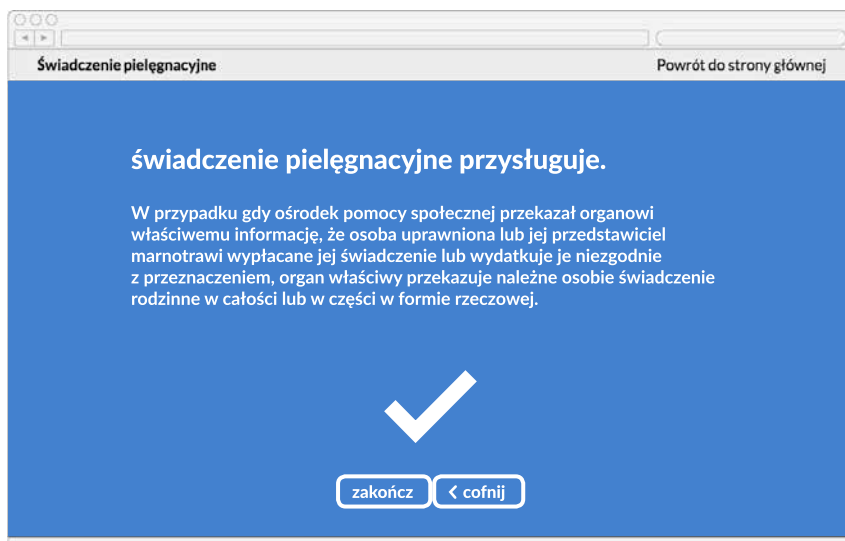 Świadczenie pielęgnacyjne
Powrót do strony głównej
świadczenie pielęgnacyjne przysługuje.
W przypadku gdy ośrodek pomocy społecznej przekazał organowi
właściwemu informację, że osoba uprawniona lub jej przedstawiciel
marnotrawi wypłacane jej świadczenie lub wydatkuje je niezgodnie
z przeznaczeniem, organ właściwy przekazuje należne osobie świadczenie
rodzinne w całości lub w części w formie rzeczowej.
zakończ
cofnij